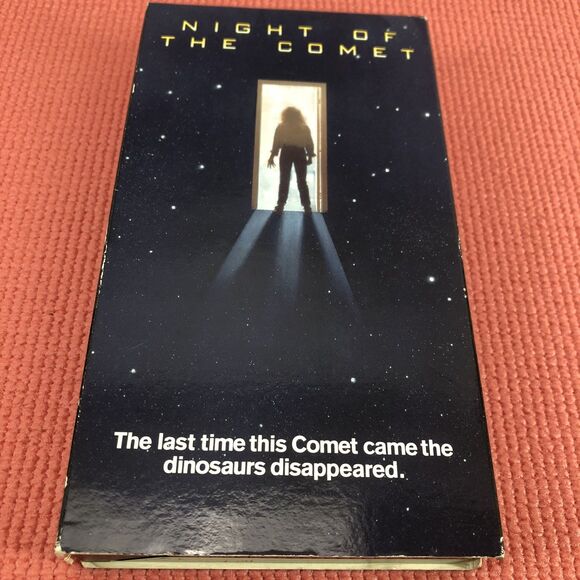 NIGHT OF
THE COMET
The last time this Comet came the
dinosaurs disappeared.